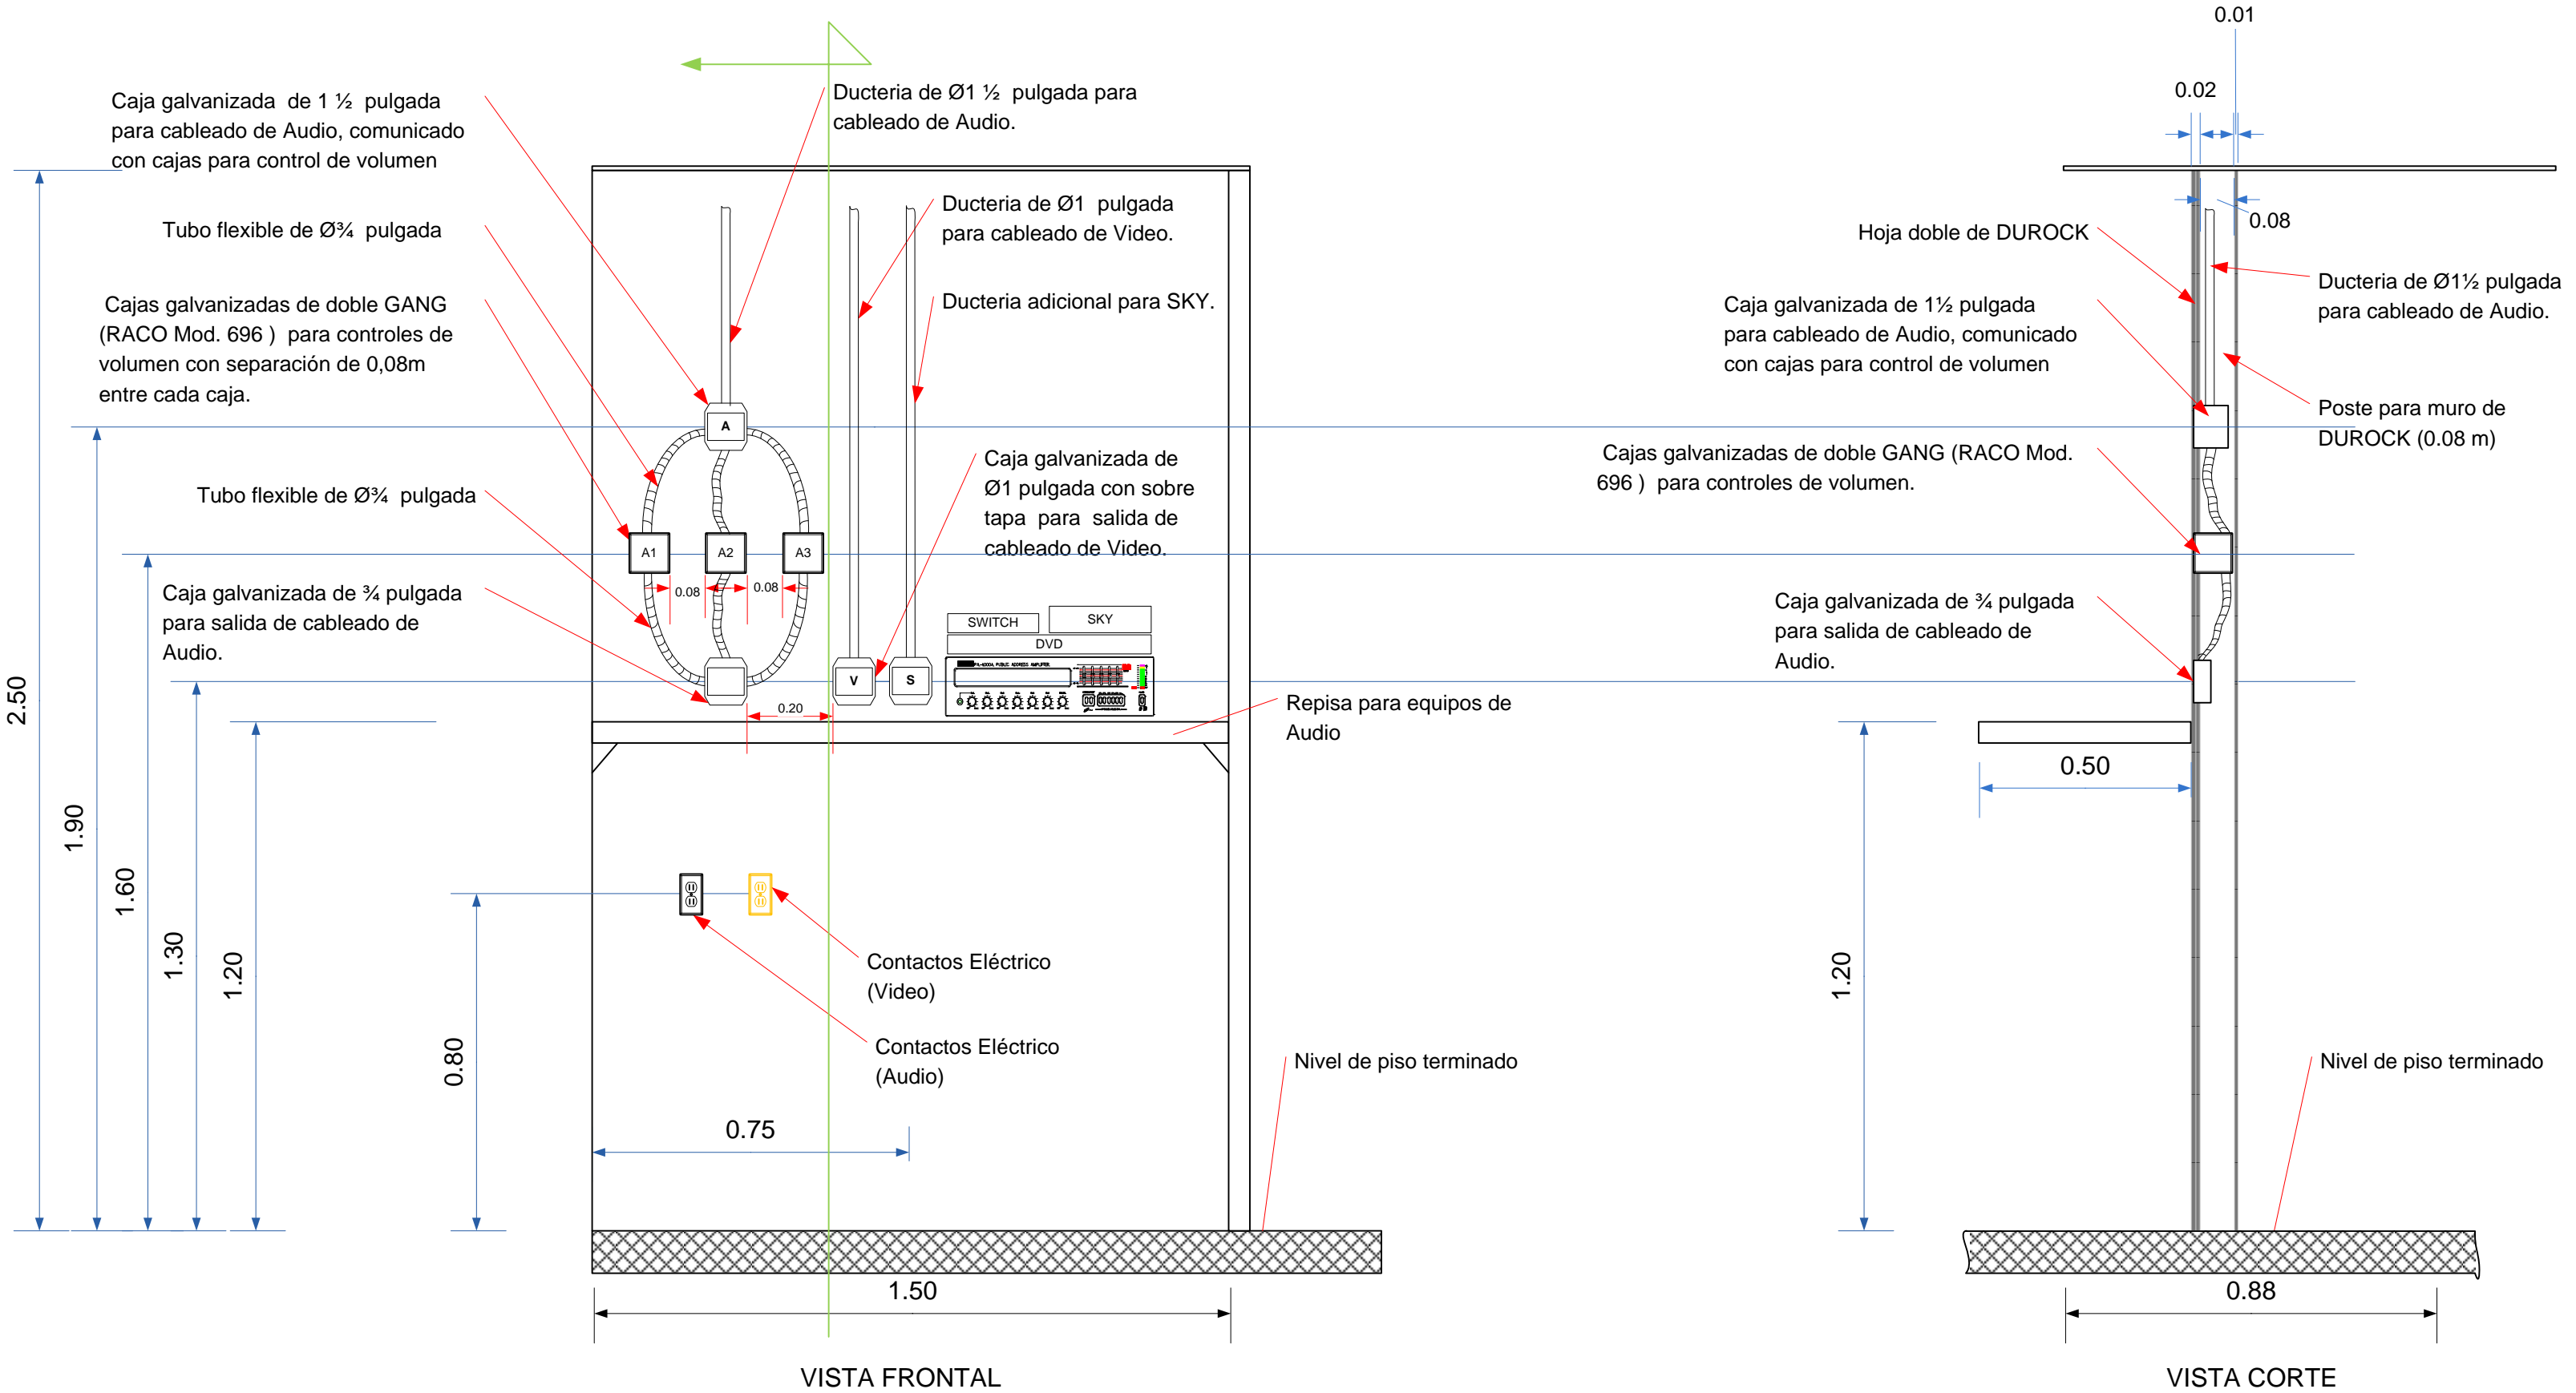 0.01
0.02
Caja galvanizada de 1 ½ pulgada
para cableado de Audio, comunicado
con cajas para control de volumen
Ducteria de Ø1 ½ pulgada para
cableado de Audio.
Tubo flexible de Ø¾ pulgada
Ducteria de Ø1 pulgada
para cableado de Video.
Cajas galvanizadas de doble GANG
(RACO Mod. 696 ) para controles de
volumen con separación de 0,08m
entre cada caja.
Ducteria adicional para SKY.
A
Tubo flexible de Ø¾ pulgada
Caja galvanizada de
Ø1 pulgada con sobre
tapa para salida de
cableado de Video.
A1
A2
A3
0.08
0.08
Caja galvanizada de ¾ pulgada
para salida de cableado de
Audio.
SWITCH
SKY
DVD
PUBLIC ADDRESS AMPLIFIER
V
S
0.20
Repisa para equipos de
Audio
2.50
1.90
1.60
1.30
1.20
0.80
Contactos Eléctrico
(Video)
Contactos Eléctrico
(Audio)
Nivel de piso terminado
0.75
1.50
VISTA FRONTAL
0.08
Hoja doble de DUROCK
Ducteria de Ø1½ pulgada
para cableado de Audio.
Caja galvanizada de 1½ pulgada
para cableado de Audio, comunicado
con cajas para control de volumen
Poste para muro de
DUROCK (0.08 m)
Cajas galvanizadas de doble GANG (RACO Mod.
696 ) para controles de volumen.
Caja galvanizada de ¾ pulgada
para salida de cableado de
Audio.
0.50
1.20
Nivel de piso terminado
0.88
VISTA CORTE